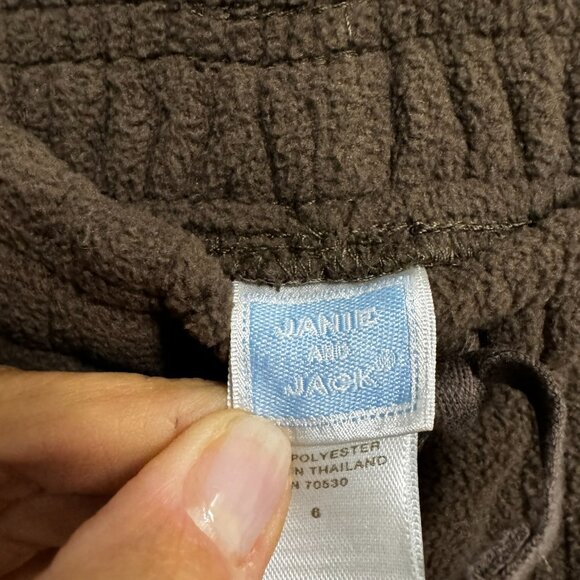 JANIE
AND
JACK
POLYESTER
N THAILAND
N 70530
6